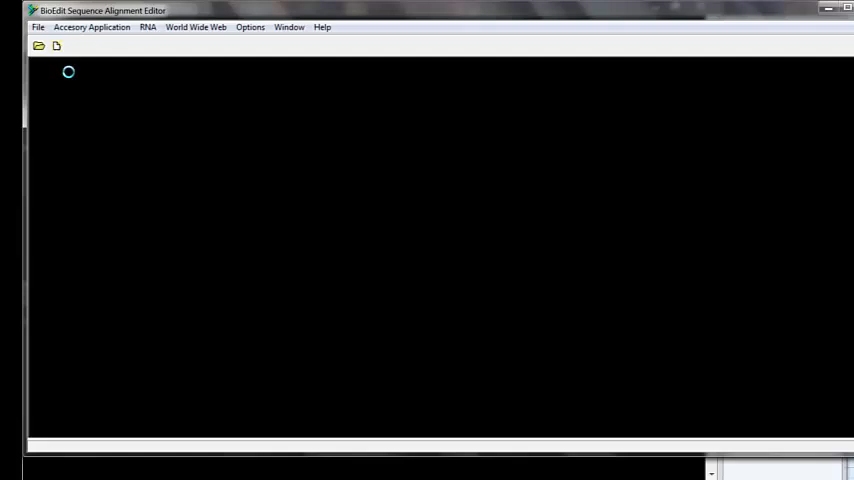 BioEdit Sequence Alignment Editor
File Accesory Application RNA World Wide Web Options Window Help